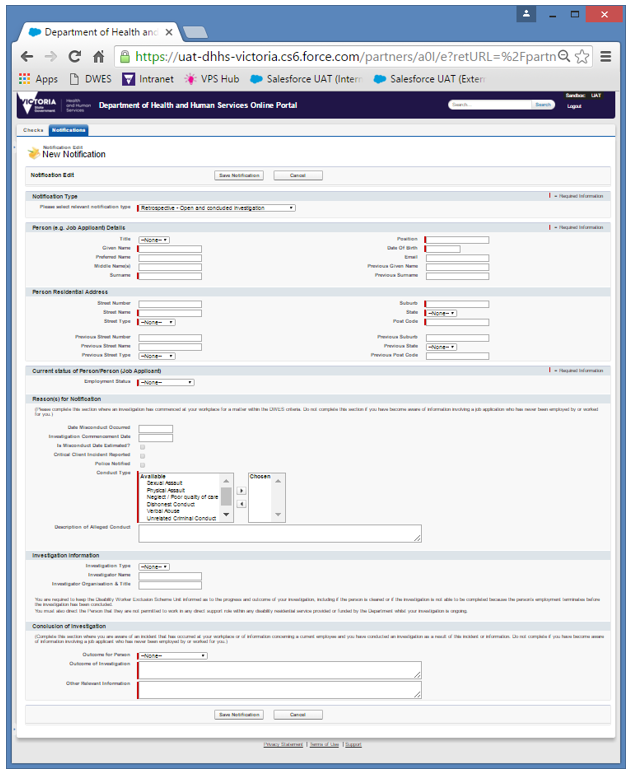 Department of Health and
https://uat-dhhs-victoria.cs6.force.com/partners/a0l/e?retURL=%2Fpartn
Apps DWES Intranet VPS Hub Salesforce UAT (Intern Salesforce UAT (Exter
Sandbox: UAT
VICTORIA State Government Health and Human Services Department of Health and Human Services Online Portal Search... Search Logout
Checks Notifications
Notification Edit
New Notification
Notification Edit Save Notification Cancel
Notification Type = Required Information
Please select relevant notification type Retrospective - Open and concluded investigation
Person (e.g. Job Applicant) Details = Required Information
Title --None-- Position
Given Name Date Of Birth
Preferred Name Email
Middle Name(s) Previous Given Name
Surname Previous Surname
Person Residential Address
Street Number Suburb
Street Name State --None--
Street Type --None-- Post Code
Previous Street Number Previous Suburb
Previous Street Name Previous State --None--
Previous Street Type --None-- Previous Post Code
Current status of Person/Person (Job Applicant) = Required Information
Employment Status --None--
Reason(s) for Notification
(Please complete this section where an investigation has commenced at your workplace for a matter within the DWES criteria. Do not complete this section if you have become aware of information involving a job application who has never been employed by or worked
for you.)
Date Misconduct Occurred
Investigation Commencement Date
Is Misconduct Date Estimated?
Critical Client Incident Reported
Police Notified
Conduct Type Available Chosen
Sexual Assault
Physical Assault
Neglect / Poor quality of care
Dishonest Conduct
Verbal Abuse
Unrelated Criminal Conduct
Description of Alleged Conduct
Investigation Information
Investigation Type --None--
Investigator Name
Investigator Organisation & Title
You are required to keep the Disability Worker Exclusion Scheme Unit informed as to the progress and outcome of your investigation, including if the person is cleared or if the investigation is not able to be completed because the person's employment terminates before
the investigation has been concluded.
You must also direct the Person that they are not permitted to work in any direct support role within any disability residential service provided or funded by the Department whilst your investigation is ongoing.
Conclusion of Investigation
(Complete this section where you are aware of an incident that has occurred at your workplace or of information concerning a current employee and you have conducted an investigation as a result of this incident or information. Do not complete if you have become aware
of information involving a job applicant who has never been employed by or worked for you.)
Outcome for Person --None--
Outcome of Investigation
Other Relevant Information
Save Notification Cancel
Privacy Statement | Terms of Use | Support